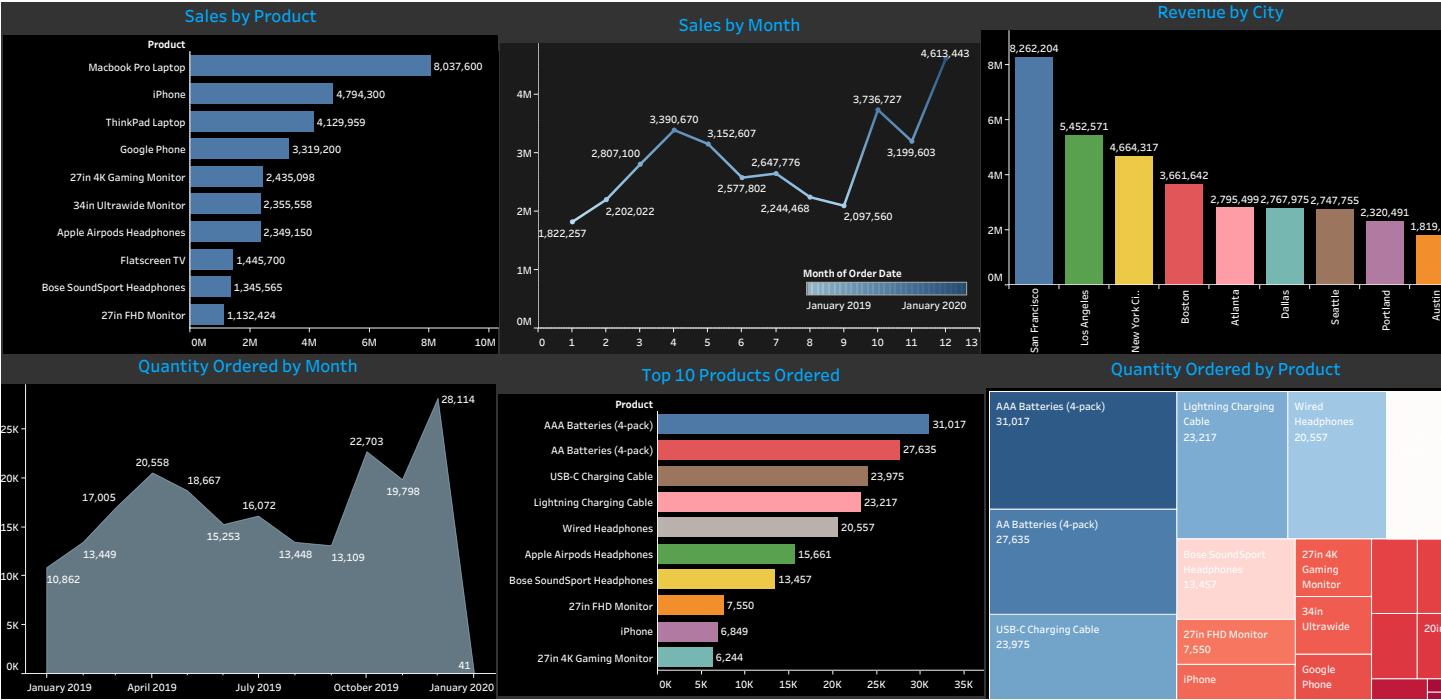 Sales by Product
Product
Macbook Pro Laptop 8,037,600
iPhone 4,794,300
ThinkPad Laptop 4,129,959
Google Phone 3,319,200
27in 4K Gaming Monitor 2,435,098
34in Ultrawide Monitor 2,355,558
Apple Airpods Headphones 2,349,150
Flatscreen TV 1,445,700
Bose SoundSport Headphones 1,345,565
27in FHD Monitor 1,132,424
0M 2M 4M 6M 8M 10M
Sales by Month
4,613,443
4M
3,736,727
3,390,670
3,152,607
3,199,603
3M
2,807,100
2,647,776
2,577,802
2,202,022
2,244,468
2,097,560
2M
1,822,257
1M
Month of Order Date
January 2019 January 2020
0M
0 1 2 3 4 5 6 7 8 9 10 11 12 13
Revenue by City
8,262,204
8M
6M
5,452,571
4,664,317
4M
3,661,642
2,795,499
2,767,975
2,747,755
2,320,491
1,819,
2M
0M
San Francisco
Los Angeles
New York Ci..
Boston
Atlanta
Dallas
Seattle
Portland
Austin
Quantity Ordered by Month
28,114
25K
22,703
20,558
20K
19,798
18,667
17,005
16,072
15K
15,253
13,449
13,448
13,109
10,862
10K
5K
0K
41
January 2019 April 2019 July 2019 October 2019 January 2020
Top 10 Products Ordered
Product
AAA Batteries (4-pack) 31,017
AA Batteries (4-pack) 27,635
USB-C Charging Cable 23,975
Lightning Charging Cable 23,217
Wired Headphones 20,557
Apple Airpods Headphones 15,661
Bose SoundSport Headphones 13,457
27in FHD Monitor 7,550
iPhone 6,849
27in 4K Gaming Monitor 6,244
0K 5K 10K 15K 20K 25K 30K 35K
Quantity Ordered by Product
AAA Batteries (4-pack)
31,017
AA Batteries (4-pack)
27,635
USB-C Charging Cable
23,975
Lightning Charging
Cable
23,217
Wired
Headphones
20,557
Bose SoundSport
Headphones
13,457
27in FHD Monitor
7,550
iPhone
27in 4K
Gaming
Monitor
34in
Ultrawide
Google
Phone